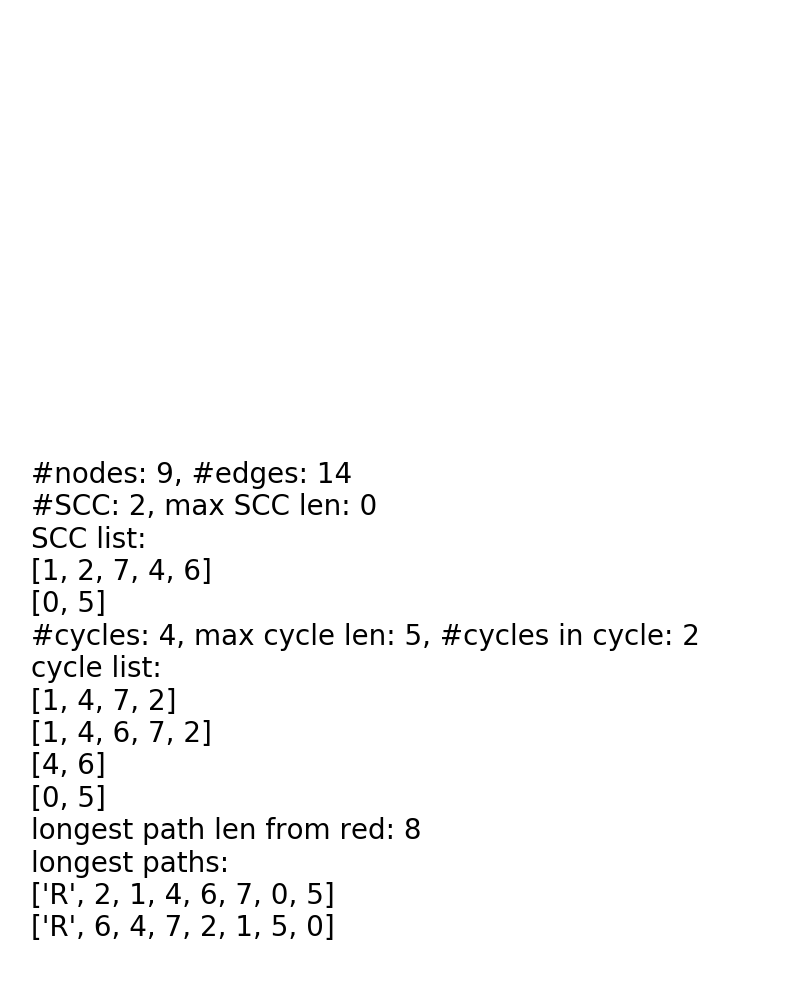 #nodes: 9, #edges: 14
#SCC: 2, max SCC len: 0
SCC list:
[1, 2, 7, 4, 6]
[0, 5]
#cycles: 4, max cycle len: 5, #cycles in cycle: 2
cycle list:
[1, 4, 7, 2]
[1, 4, 6, 7, 2]
[4, 6]
[0, 5]
longest path len from red: 8
longest paths:
['R', 2, 1, 4, 6, 7, 0, 5]
['R', 6, 4, 7, 2, 1, 5, 0]